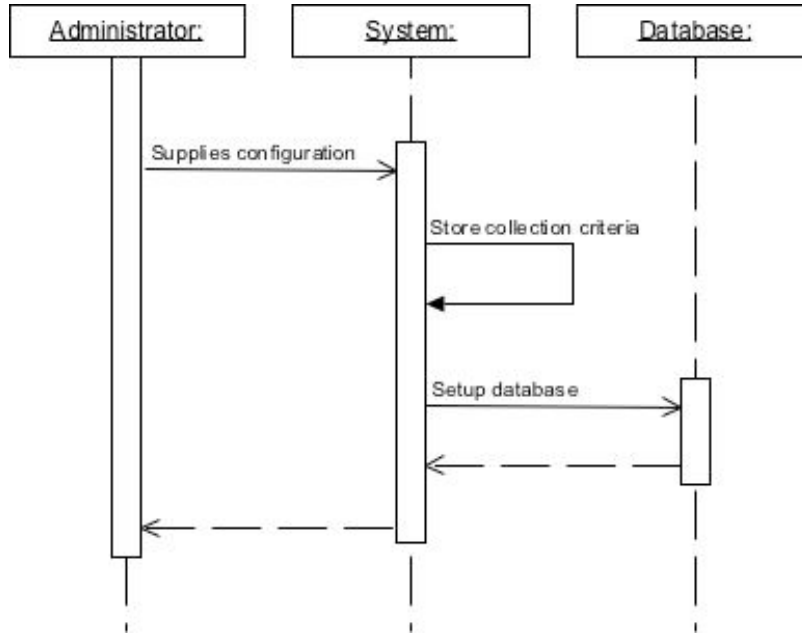 Administrator:
System:
Database:
Supplies configuration
Store collection criteria
Setup database